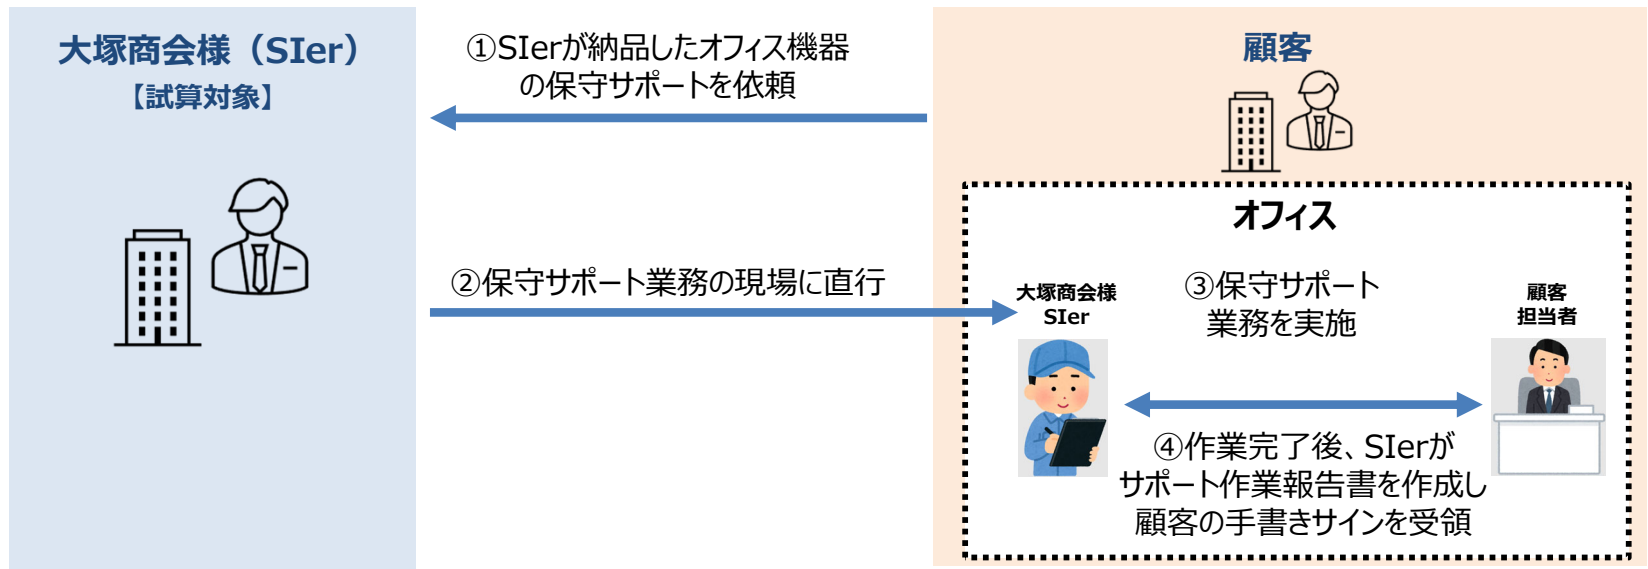 大塚商会様（SIer）
【試算対象】
①SIerが納品したオフィス機器
の保守サポートを依頼
顧客
オフィス
②保守サポート業務の現場に直行
大塚商会様
SIer
③保守サポート
業務を実施
顧客
担当者
④作業完了後、SIerが
サポート作業報告書を作成し
顧客の手書きサインを受領